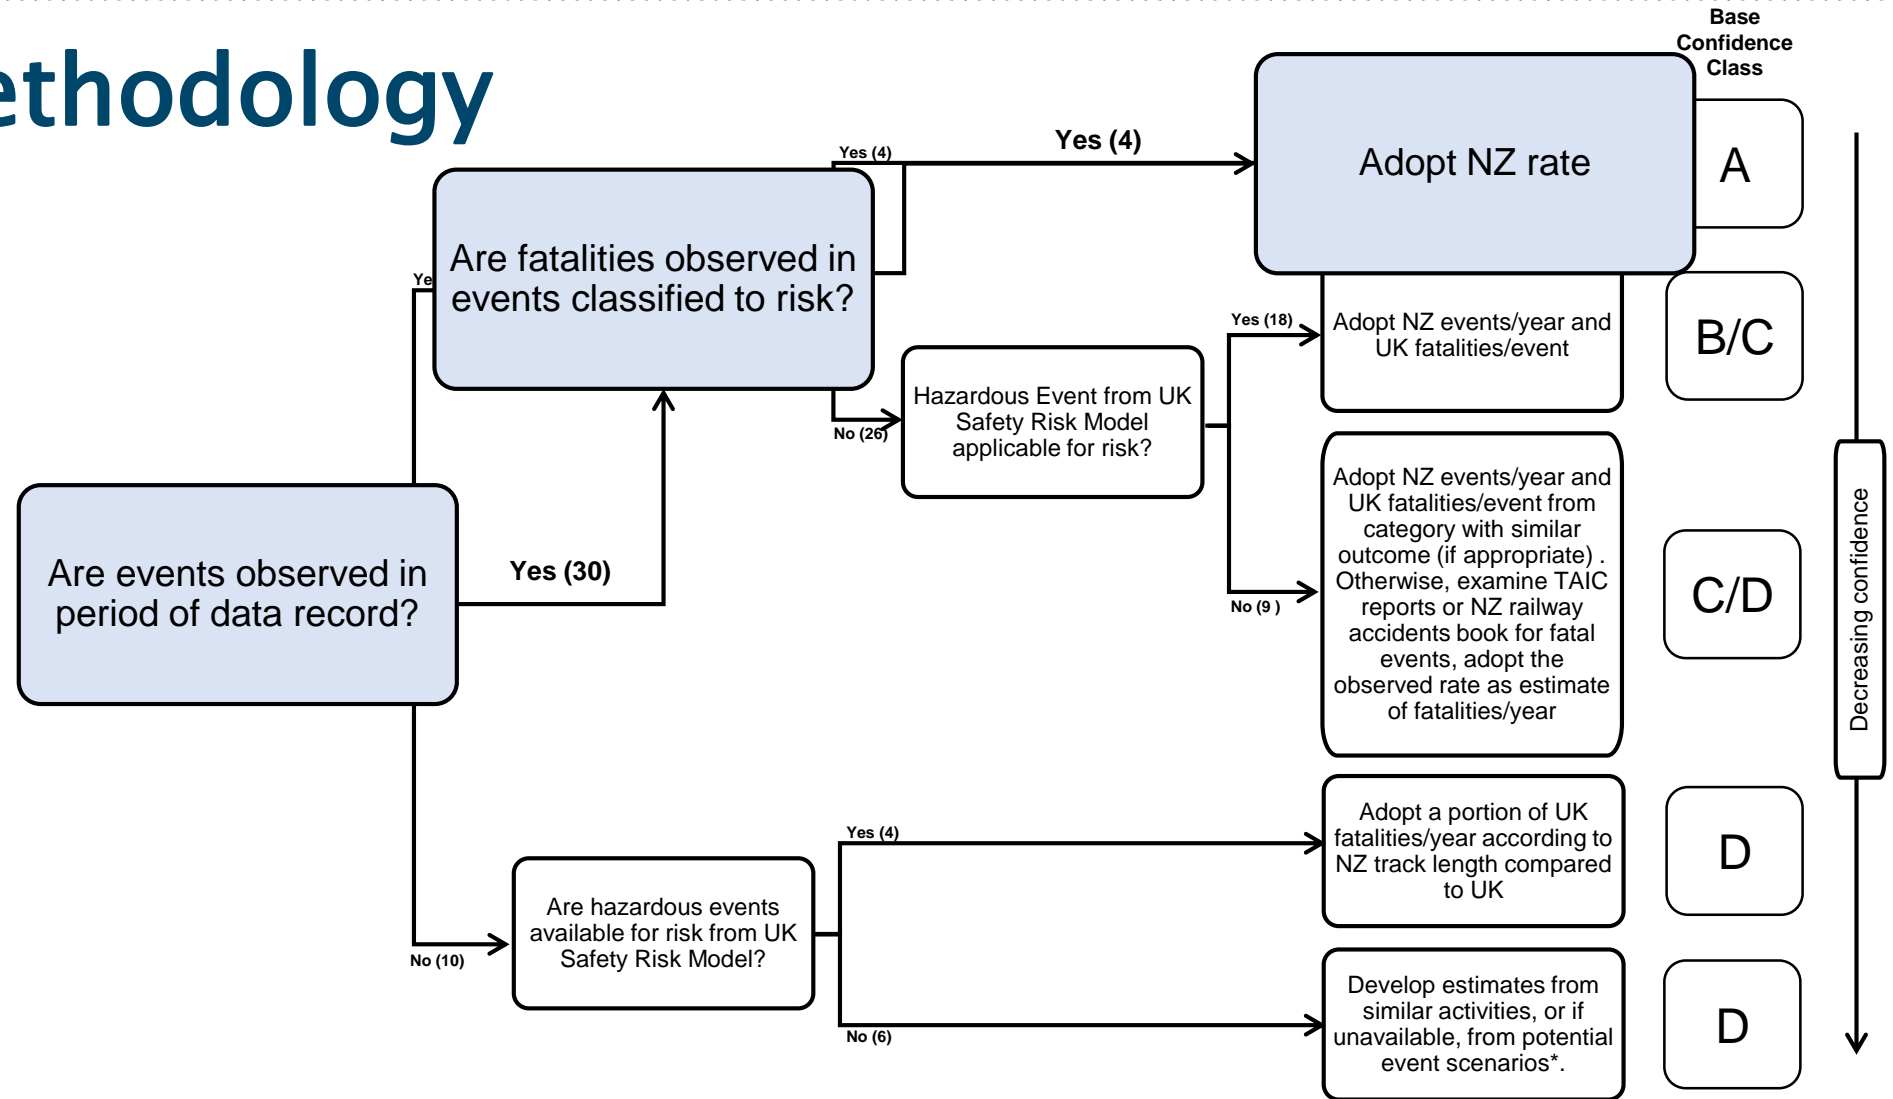 ethodology
Base
Confidence
Class
Yes (4)
Yes (4)
Adopt NZ rate
A
Are fatalities observed in
events classified to risk?
Ye
Yes (18)
Adopt NZ events/year and
UK fatalities/event
B/C
Hazardous Event from UK
Safety Risk Model
applicable for risk?
No (26)
Adopt NZ events/year and
UK fatalities/event from
category with similar
outcome (if appropriate) .
Otherwise, examine TAIC
reports or NZ railway
accidents book for fatal
events, adopt the
observed rate as estimate
of fatalities/year
No (9 )
C/D
Decreasing confidence
Are events observed in
period of data record?
Yes (30)
Yes (4)
Adopt a portion of UK
fatalities/year according to
NZ track length compared
to UK
D
Are hazardous events
available for risk from UK
Safety Risk Model?
No (10)
No (6)
Develop estimates from
similar activities, or if
unavailable, from potential
event scenarios*.
D